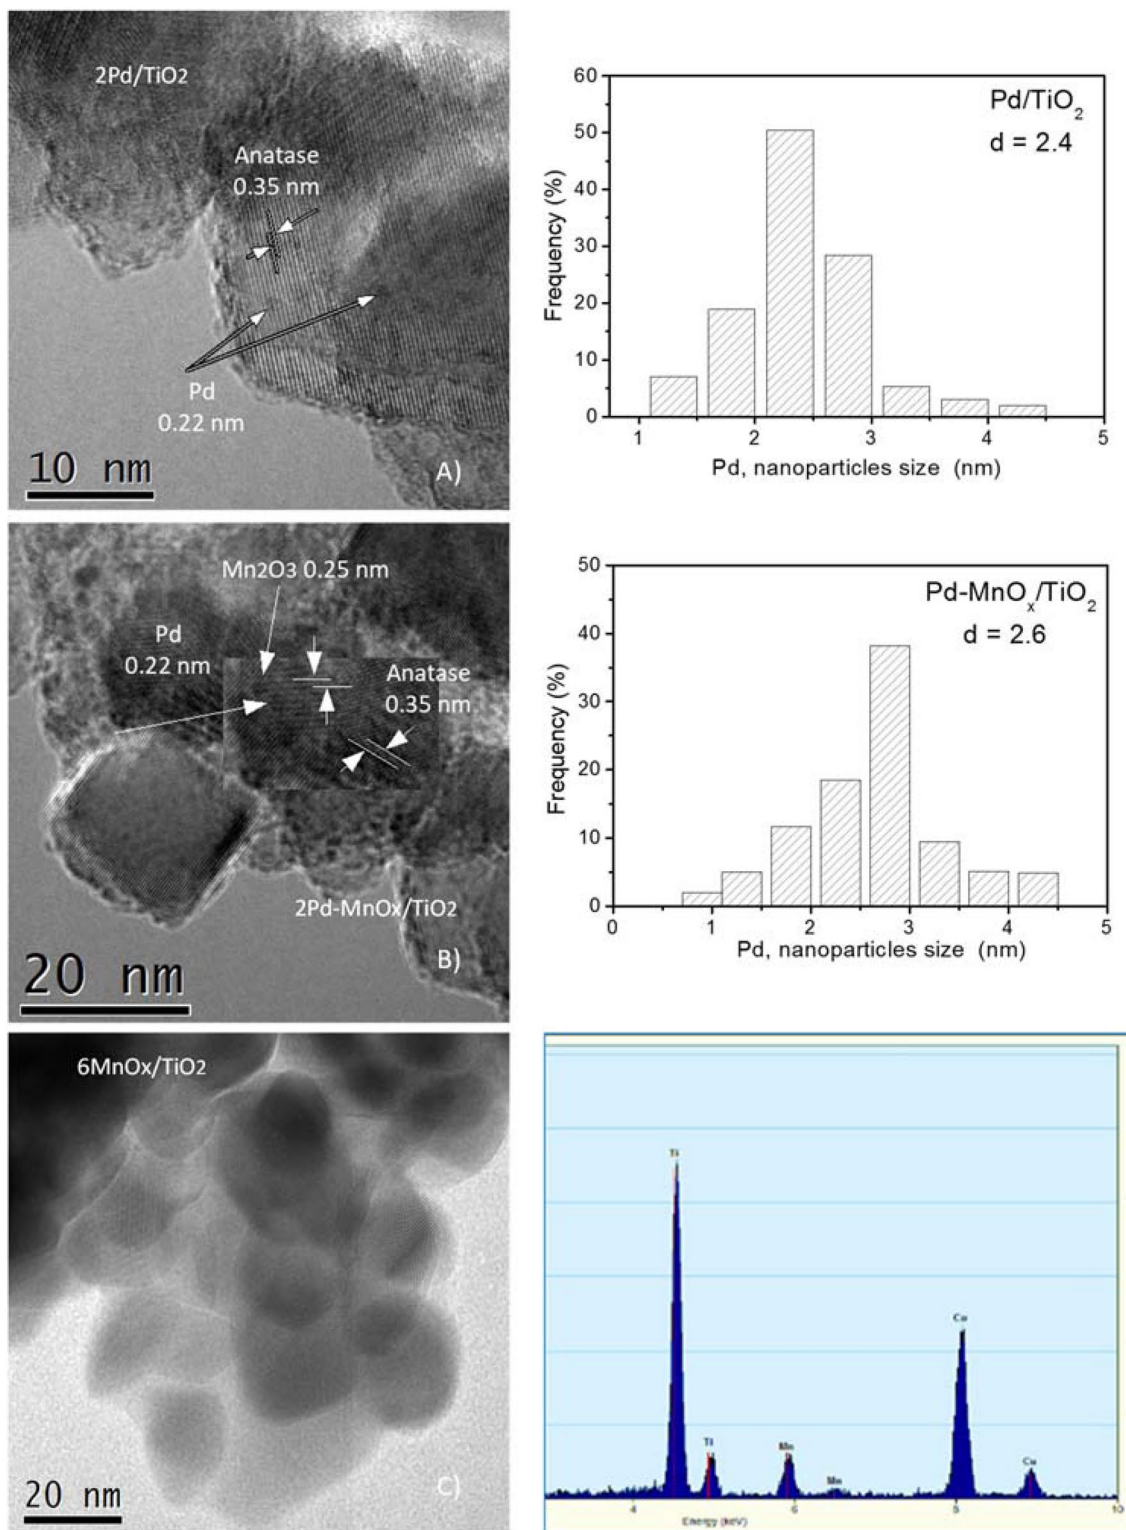 2Pd/TiO2
Anatase
0.35 nm
Pd
0.22 nm
10 nm
A)
60
50
40
30
20
10
0
Frequency (%)
Pd/TiO₂
d = 2.4
1 2 3 4 5
Pd, nanoparticles size (nm)
Mn2O3 0.25 nm
Pd
0.22 nm
Anatase
0.35 nm
2Pd-MnOx/TiO2
20 nm
B)
50
40
30
20
10
0
Frequency (%)
Pd-MnOₓ/TiO₂
d = 2.6
0 1 2 3 4 5
Pd, nanoparticles size (nm)
6MnOx/TiO2
20 nm
C)
Ti
Ti
Mn
Mn
Cu
Cu
4 6 8 10
Energy (keV)